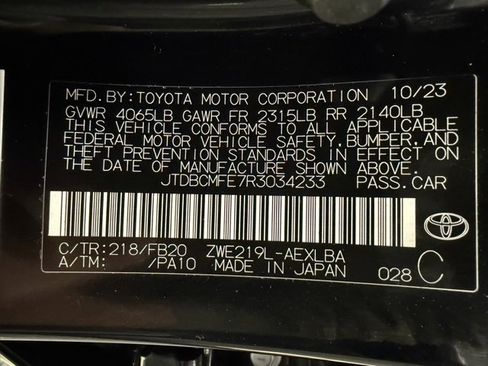 MFD. BY: TOYOTA MOTOR CORPORATION 10/23
GVWR 4065LB GAWR FR 2315LB RR 2140LB
THIS VEHICLE CONFORMS TO ALL APPLICABLE
FEDERAL MOTOR VEHICLE SAFETY, BUMPER, AND
THEFT PREVENTION STANDARDS IN EFFECT ON
THE DATE OF MANUFACTURE SHOWN ABOVE.
JTDBCMFE7R3034233 PASS.CAR
C/TR:218/FB20 ZWE219L-AEXLBA
A/TM: /PA10 MADE IN JAPAN 028 C